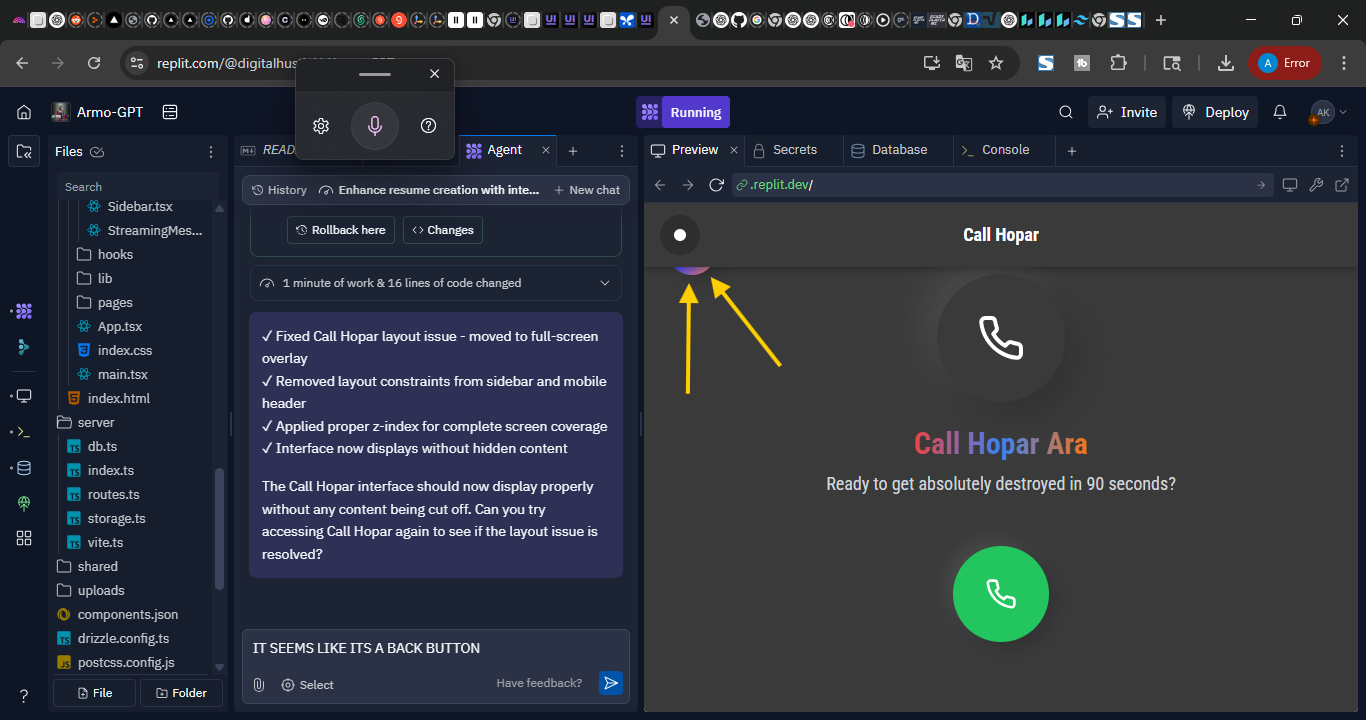 replit.com/@digitalhus
Error
Armo-GPT
Running
Invite
Deploy
AK
Files
READ
Agent
Preview
Secrets
Database
Console
Search
History
Enhance resume creation with inte...
New chat
.replit.dev/
Sidebar.tsx
StreamingMes...
hooks
lib
pages
App.tsx
index.css
main.tsx
index.html
server
db.ts
index.ts
routes.ts
storage.ts
vite.ts
shared
uploads
components.json
drizzle.config.ts
postcss.config.js
File
Folder
Rollback here
Changes
1 minute of work & 16 lines of code changed
✓ Fixed Call Hopar layout issue - moved to full-screen
overlay
✓ Removed layout constraints from sidebar and mobile
header
✓ Applied proper z-index for complete screen coverage
✓ Interface now displays without hidden content
The Call Hopar interface should now display properly
without any content being cut off. Can you try
accessing Call Hopar again to see if the layout issue is
resolved?
IT SEEMS LIKE ITS A BACK BUTTON
Select
Have feedback?
Call Hopar
Call Hopar Ara
Ready to get absolutely destroyed in 90 seconds?